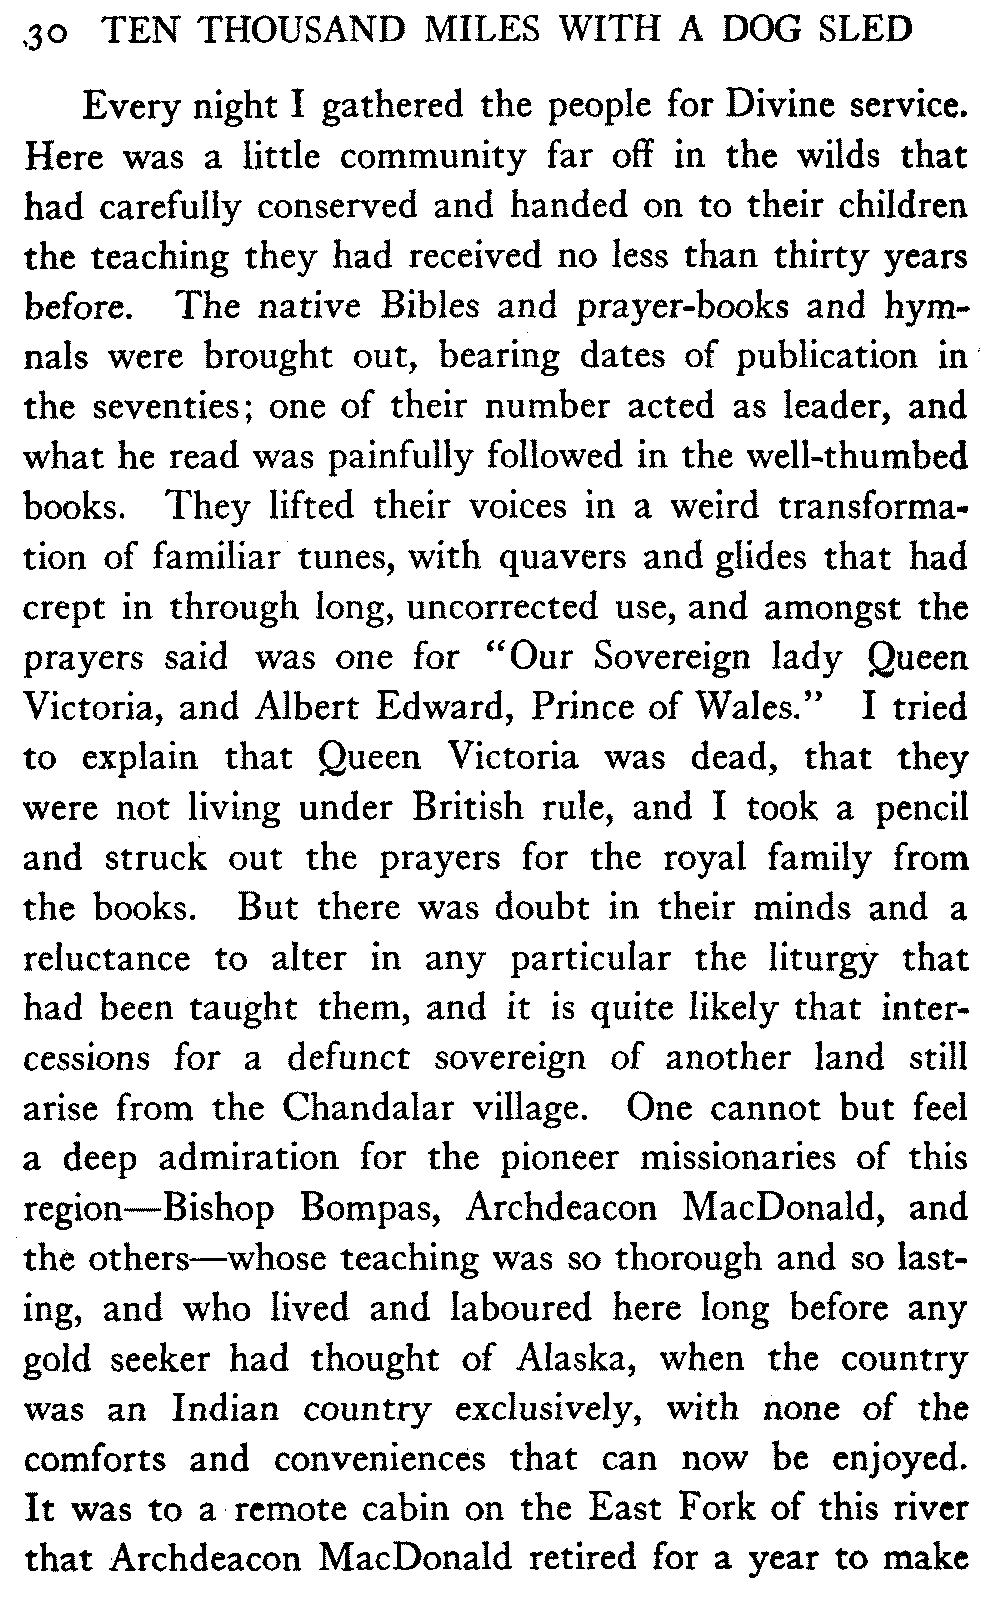 30 TEN THOUSAND MILES WITH A DOG SLED
Every night I gathered the people for Divine service.
Here was a little community far off in the wilds that
had carefully conserved and handed on to their children
the teaching they had received no less than thirty years
before. The native Bibles and prayer-books and hym-
nals were brought out, bearing dates of publication in
the seventies; one of their number acted as leader, and
what he read was painfully followed in the well-thumbed
books. They lifted their voices in a weird transforma-
tion of familiar tunes, with quavers and glides that had
crept in through long, uncorrected use, and amongst the
prayers said was one for “Our Sovereign lady Queen
Victoria, and Albert Edward, Prince of Wales.” I tried
to explain that Queen Victoria was dead, that they
were not living under British rule, and I took a pencil
and struck out the prayers for the royal family from
the books. But there was doubt in their minds and a
reluctance to alter in any particular the liturgy that
had been taught them, and it is quite likely that inter-
cessions for a defunct sovereign of another land still
arise from the Chandalar village. One cannot but feel
a deep admiration for the pioneer missionaries of this
region—Bishop Bompas, Archdeacon MacDonald, and
the others—whose teaching was so thorough and so last-
ing, and who lived and laboured here long before any
gold seeker had thought of Alaska, when the country
was an Indian country exclusively, with none of the
comforts and conveniences that can now be enjoyed.
It was to a remote cabin on the East Fork of this river
that Archdeacon MacDonald retired for a year to make